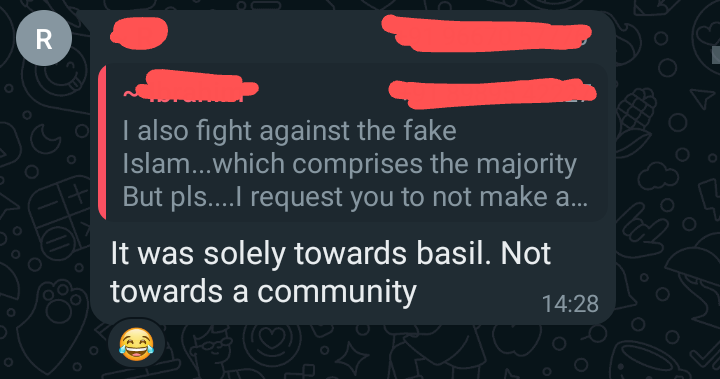 R
I also fight against the fake
Islam...which comprises the majority
But pls....I request you to not make a...
It was solely towards basil. Not
towards a community
14:28